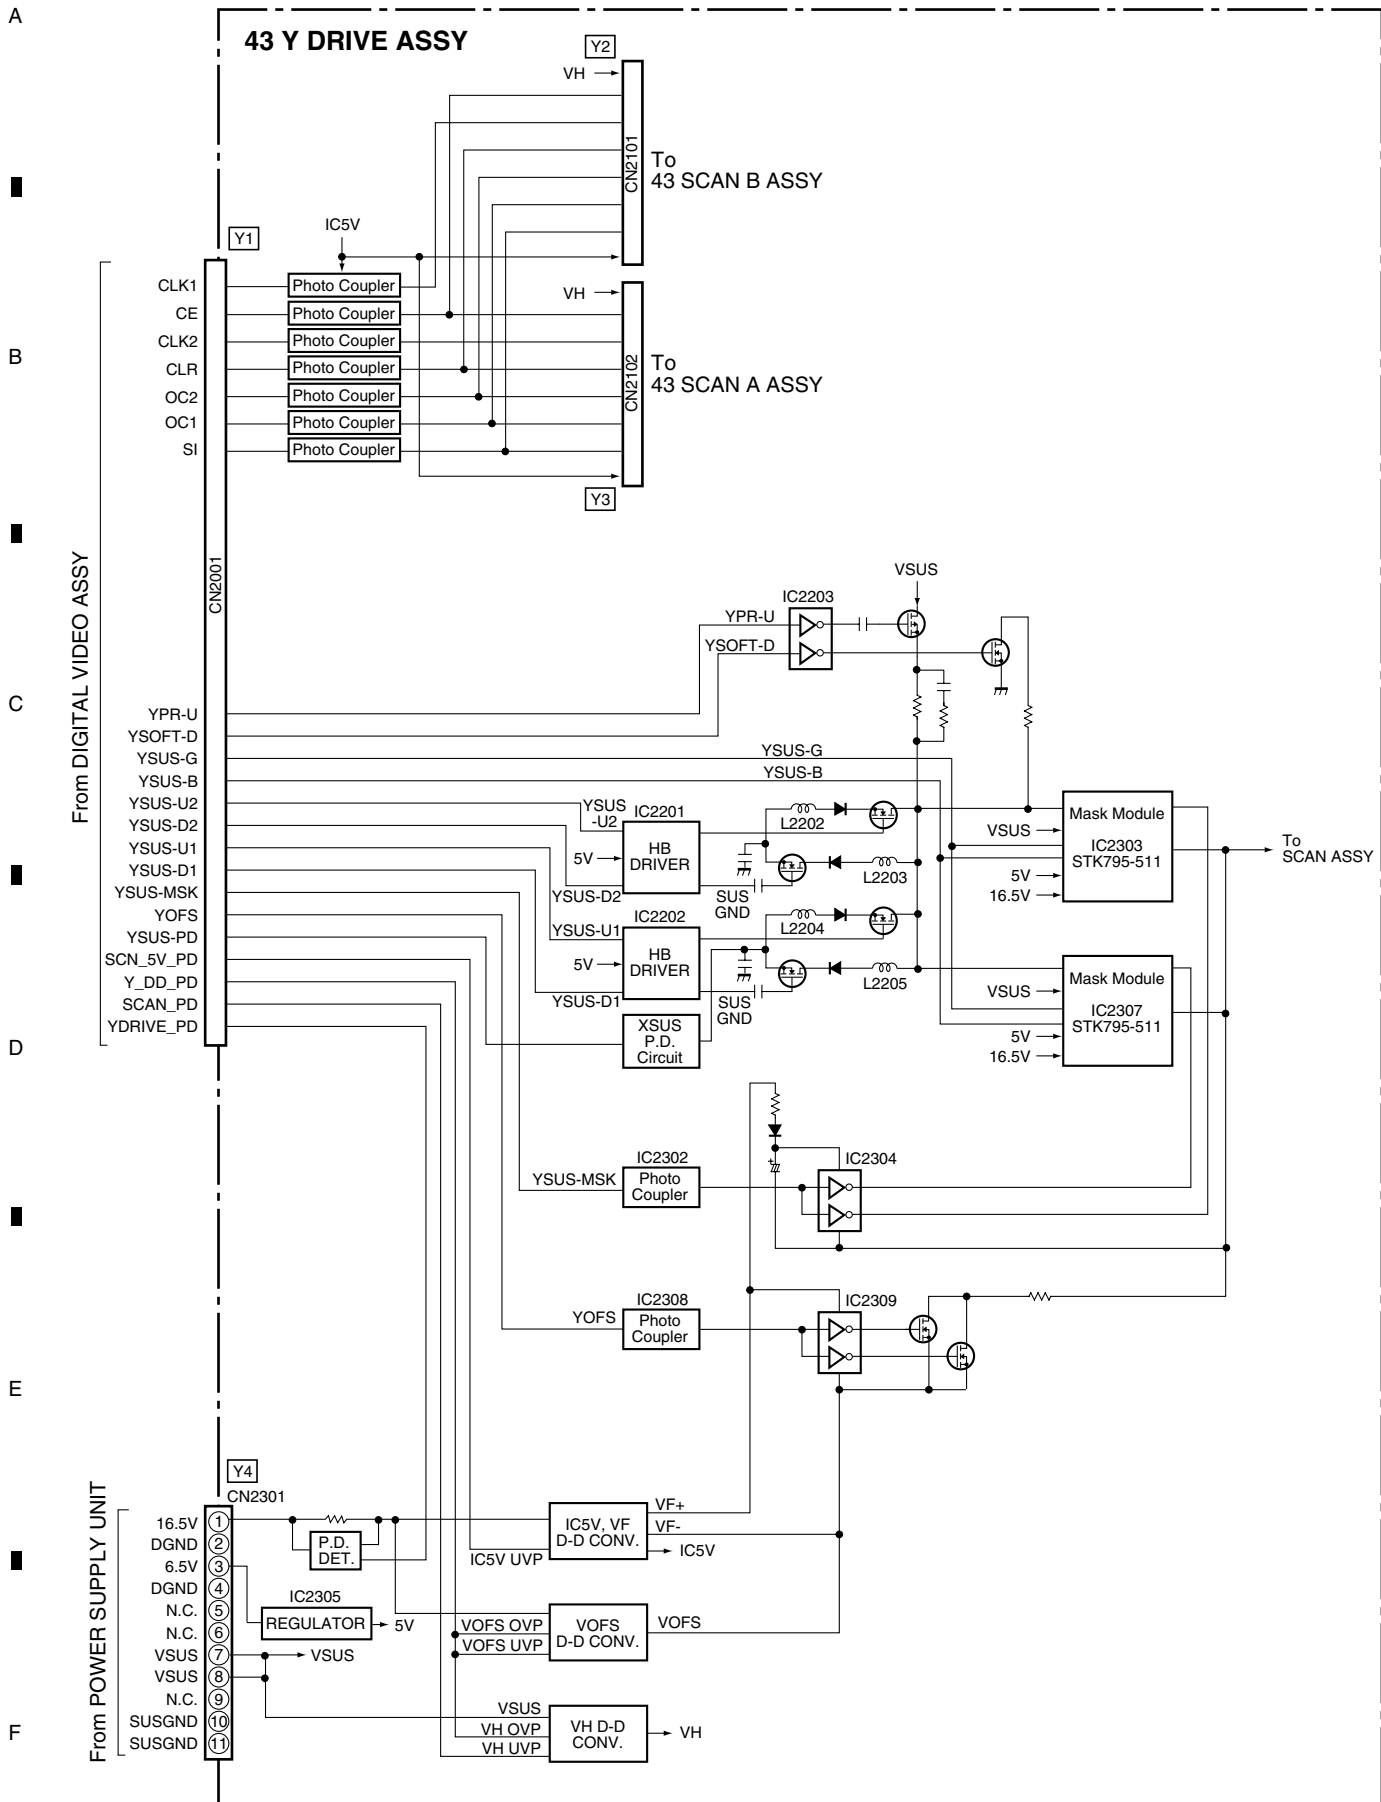 A
43 Y DRIVE ASSY
Y2
VH
CN2101
To
43 SCAN B ASSY
Y1
IC5V
CLK1
Photo Coupler
VH
CE
Photo Coupler
CLK2
Photo Coupler
B
CLR
Photo Coupler
CN2102
To
43 SCAN A ASSY
OC2
Photo Coupler
OC1
Photo Coupler
SI
Photo Coupler
Y3
From DIGITAL VIDEO ASSY
CN2001
VSUS
IC2203
YPR-U
YSOFT-D
C
YPR-U
YSOFT-D
YSUS-G
YSUS-G
YSUS-B
YSUS-B
YSUS-U2
YSUS
-U2
IC2201
L2202
YSUS-D2
YSUS-U1
5V
HB
DRIVER
YSUS-D1
YSUS-D2
SUS
GND
L2203
Mask Module
VSUS
IC2303
STK795-511
5V
16.5V
To
SCAN ASSY
YSUS-MSK
YOFS
IC2202
L2204
YSUS-PD
YSUS-U1
SCN_5V_PD
5V
HB
DRIVER
Y_DD_PD
YSUS-D1
SUS
GND
L2205
Mask Module
VSUS
IC2307
STK795-511
5V
16.5V
SCAN_PD
YDRIVE_PD
XSUS
P.D.
Circuit
D
IC2302
YSUS-MSK
Photo
Coupler
IC2304
IC2308
YOFS
Photo
Coupler
IC2309
E
Y4
CN2301
From POWER SUPPLY UNIT
16.5V
1
DGND
2
6.5V
3
DGND
4
N.C.
5
N.C.
6
VSUS
7
VSUS
8
N.C.
9
SUSGND
10
SUSGND
11
P.D.
DET.
IC5V UVP
IC5V, VF
D-D CONV.
VF+
VF-
IC5V
IC2305
REGULATOR
5V
VOFS OVP
VOFS UVP
VOFS
D-D CONV.
VOFS
VSUS
VSUS
VH OVP
VH UVP
VH D-D
CONV.
VH
F